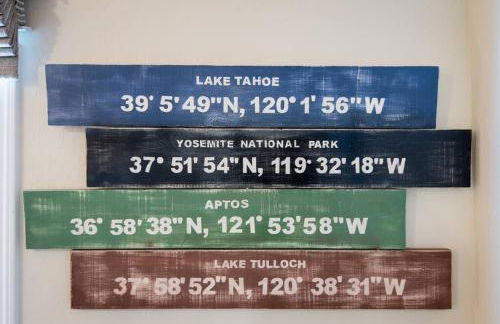 LAKE TAHOE
39° 5'49"N, 120° 1'56"W
YOSEMITE NATIONAL PARK
37° 51'54"N, 119° 32'18"W
APTOS
36° 58'38"N, 121° 53'58"W
LAKE TULLOCH
37° 58'52"N, 120° 38'31"W